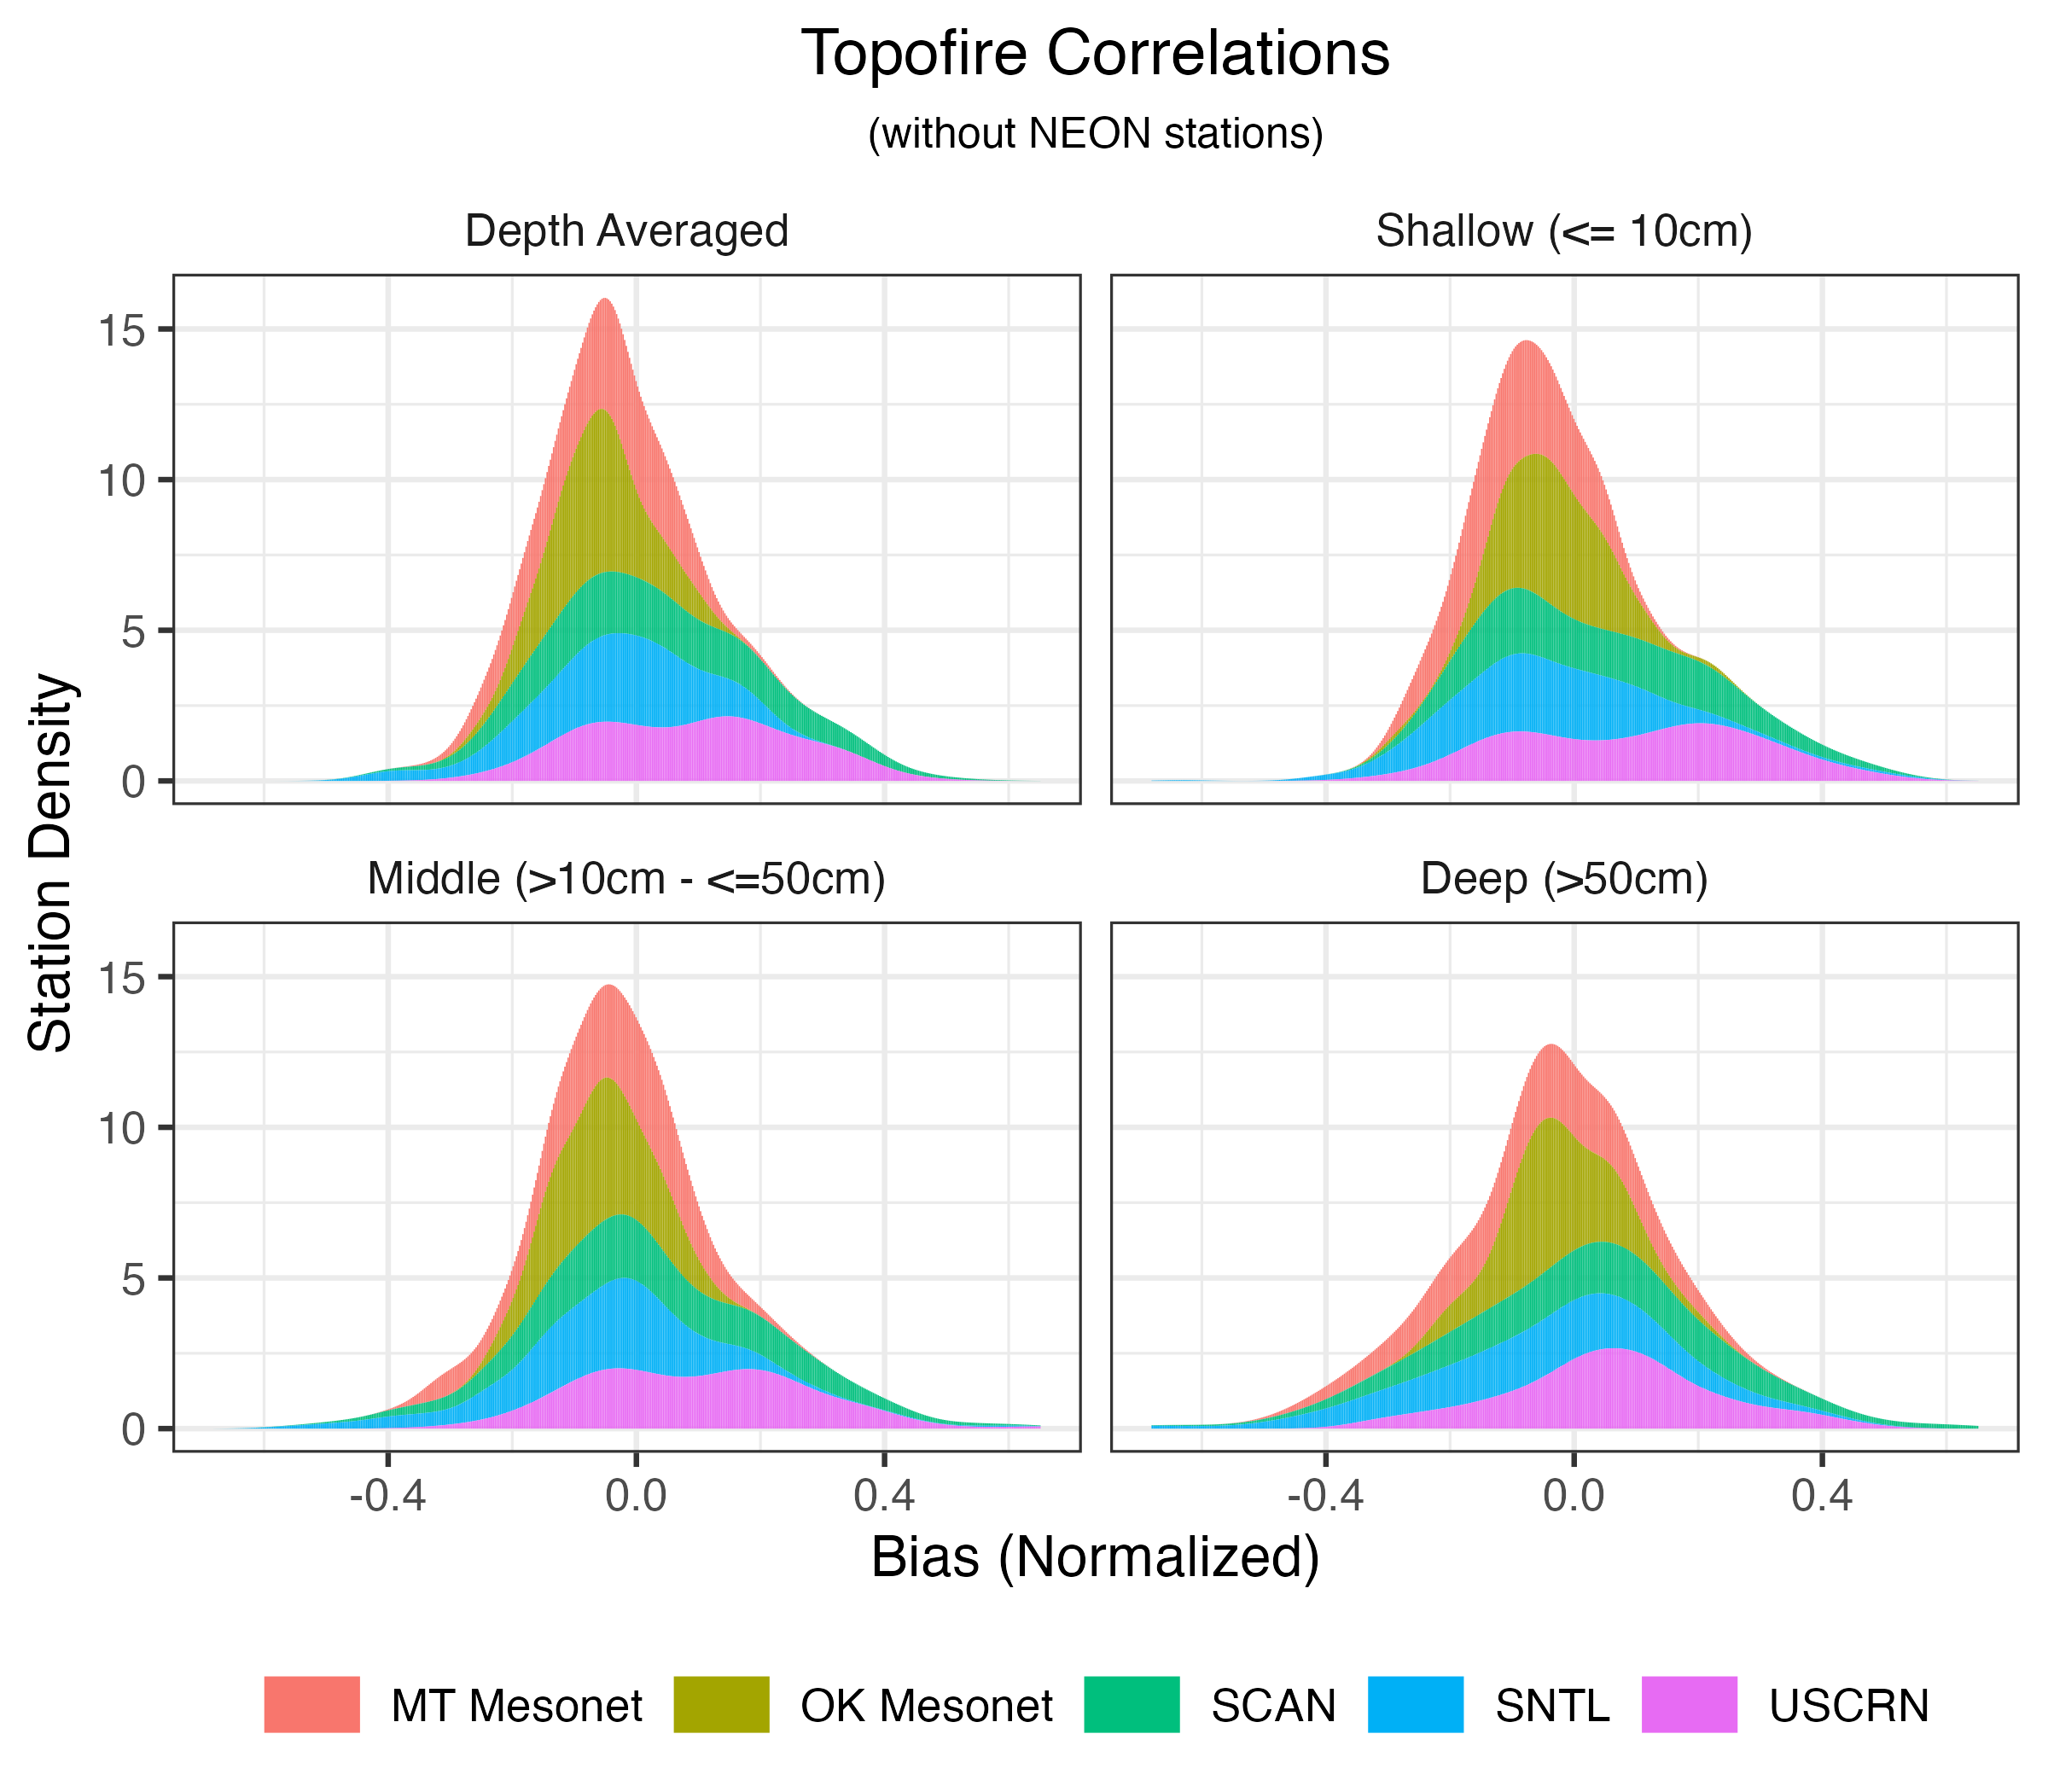 Topofire Correlations
(without NEON stations)
Depth Averaged
Shallow (<= 10cm)
15
10
5
0
Station Density
Middle (>10cm - <=50cm)
Deep (>50cm)
15
10
5
0
-0.4 0.0 0.4
-0.4 0.0 0.4
Bias (Normalized)
MT Mesonet OK Mesonet SCAN SNTL USCRN